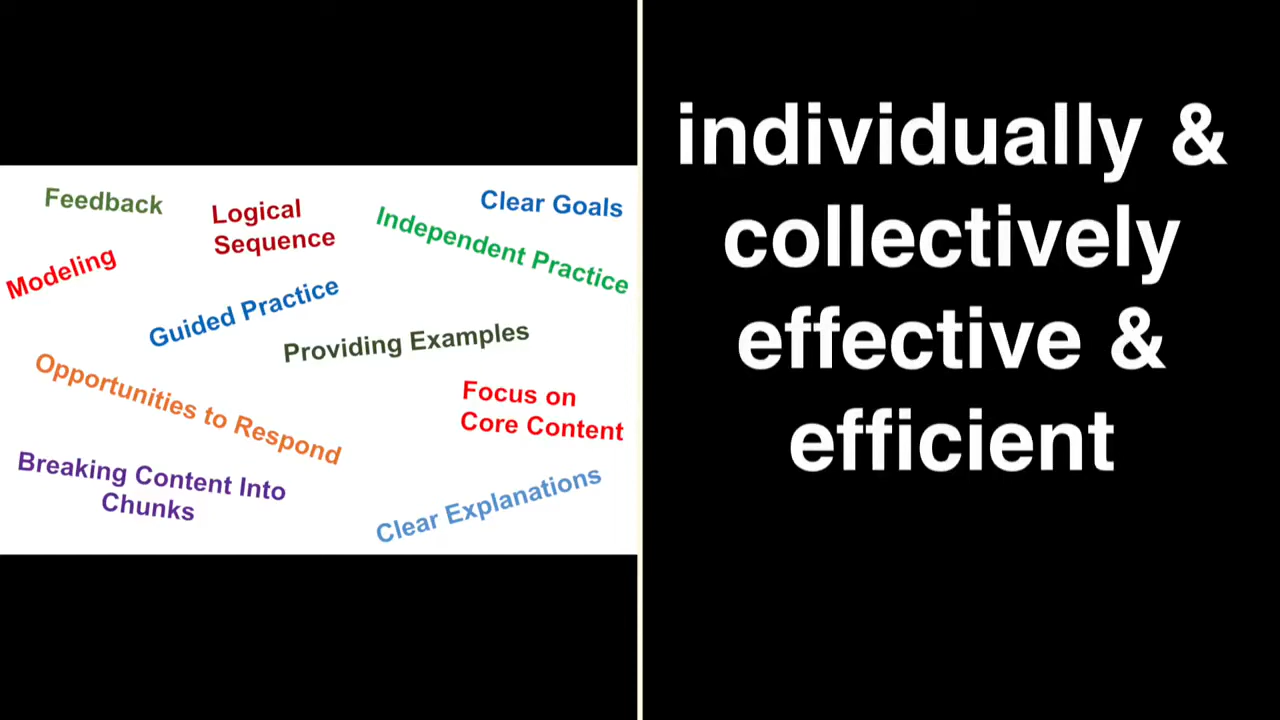 Feedback
Logical
Sequence
Clear Goals
Independent Practice
Modeling
Guided Practice
Providing Examples
Opportunities to Respond
Focus on
Core Content
Breaking Content Into
Chunks
Clear Explanations
individually &
collectively
effective &
efficient